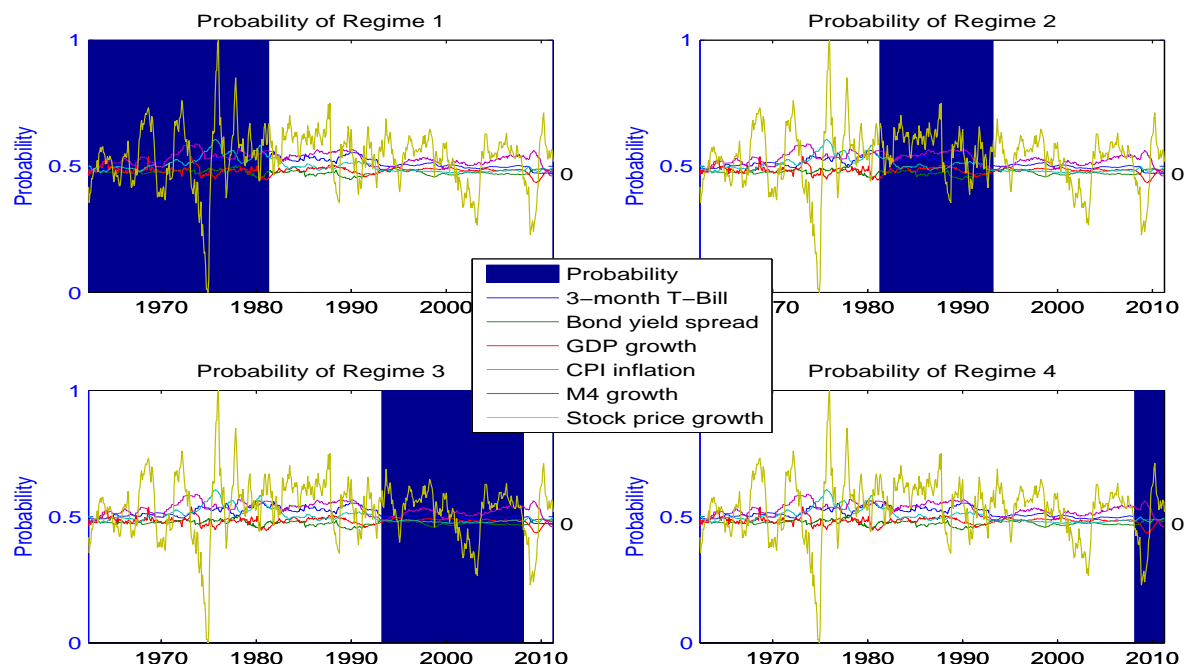 Probability of Regime 1
Probability of Regime 2
1
1
Probability
0.5
0
Probability
0.5
0
0
0
1970 1980 1990 2000
1970 1980 1990 2000 2010
Probability
3−month T−Bill
Bond yield spread
GDP growth
CPI inflation
M4 growth
Stock price growth
Probability of Regime 3
Probability of Regime 4
1
1
Probability
0.5
0
Probability
0.5
0
0
0
1970 1980 1990 2000 2010
1970 1980 1990 2000 2010